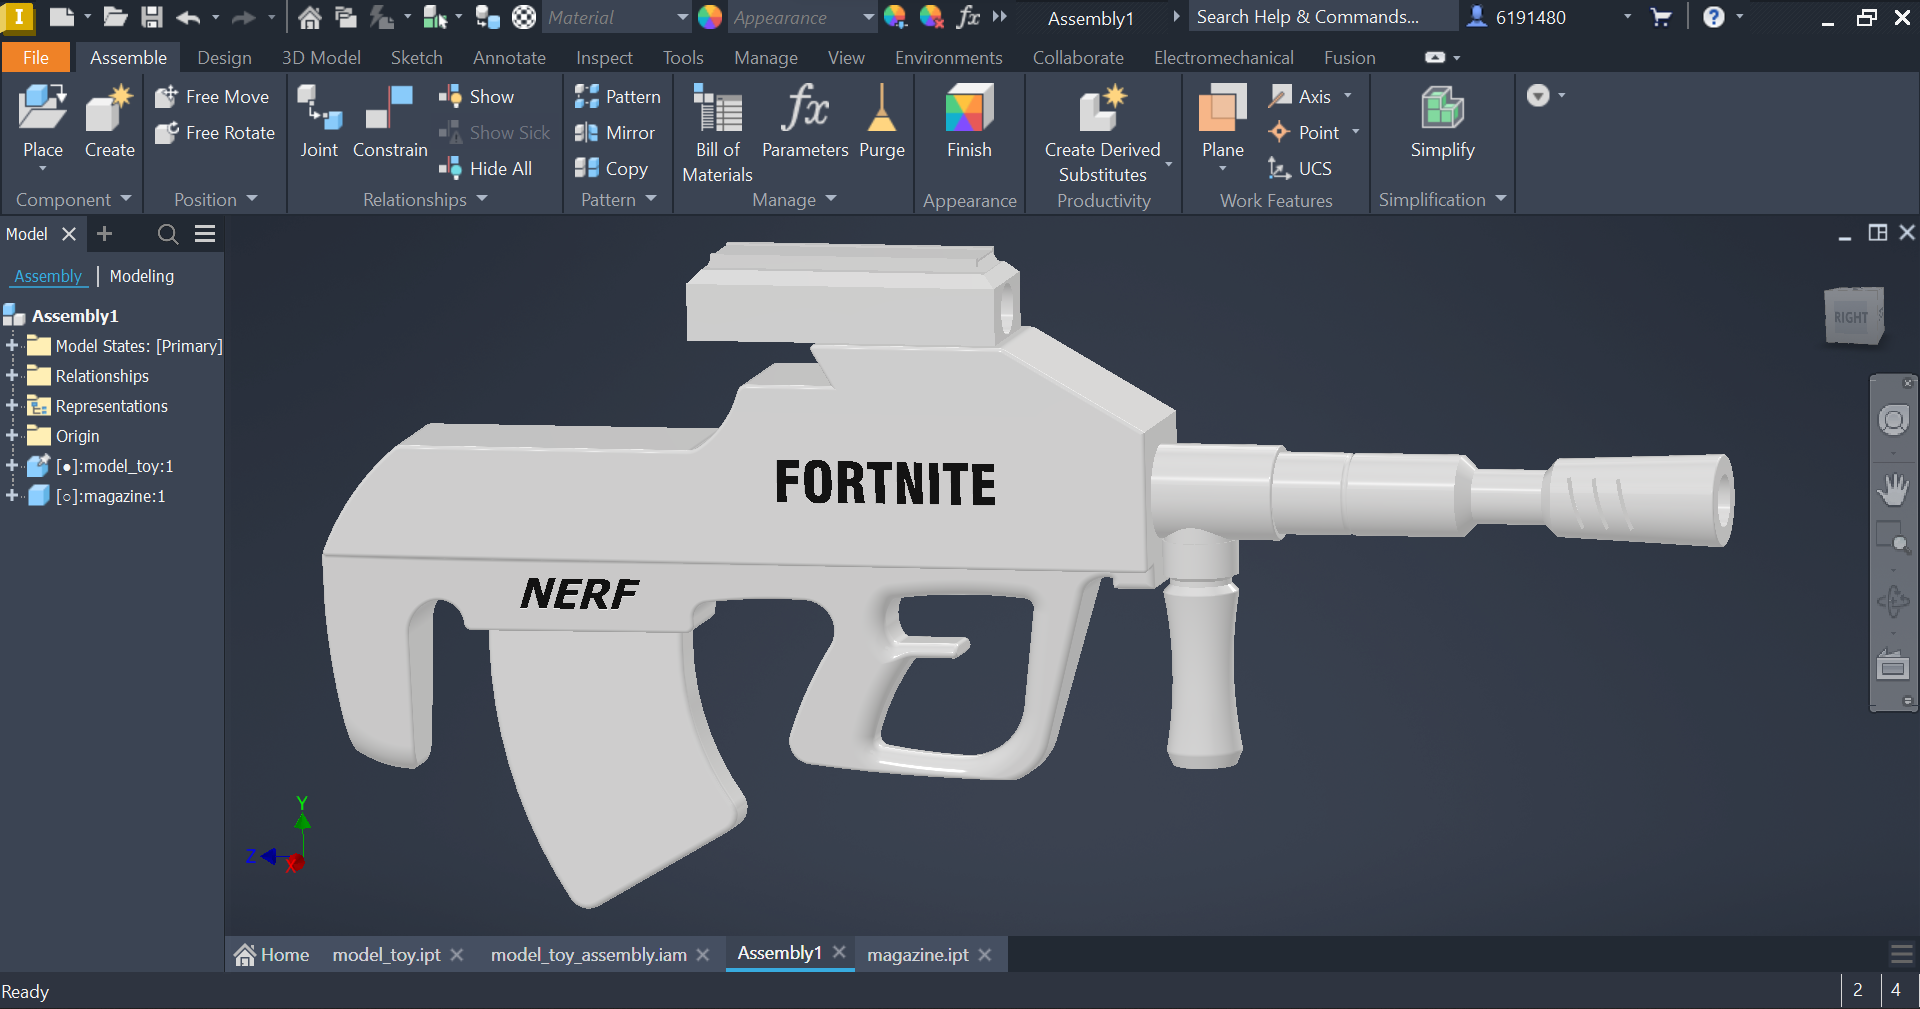 I
Material
Appearance
fx
Assembly1
Search Help & Commands...
6191480
File
Assemble
Design
3D Model
Sketch
Annotate
Inspect
Tools
Manage
View
Environments
Collaborate
Electromechanical
Fusion
Place
Create
Component
Free Move
Free Rotate
Position
Joint
Constrain
Show
Show Sick
Hide All
Relationships
Pattern
Mirror
Copy
Pattern
Bill of
Materials
fx
Parameters
Purge
Manage
Finish
Appearance
Create Derived
Substitutes
Productivity
Plane
Axis
Point
UCS
Work Features
Simplify
Simplification
Model
Assembly
Modeling
Assembly1
Model States: [Primary]
Relationships
Representations
Origin
[●]:model_toy:1
[○]:magazine:1
RIGHT
FORTNITE
NERF
Y
Z
X
Home
model_toy.ipt
model_toy_assembly.iam
Assembly1
magazine.ipt
Ready
2
4